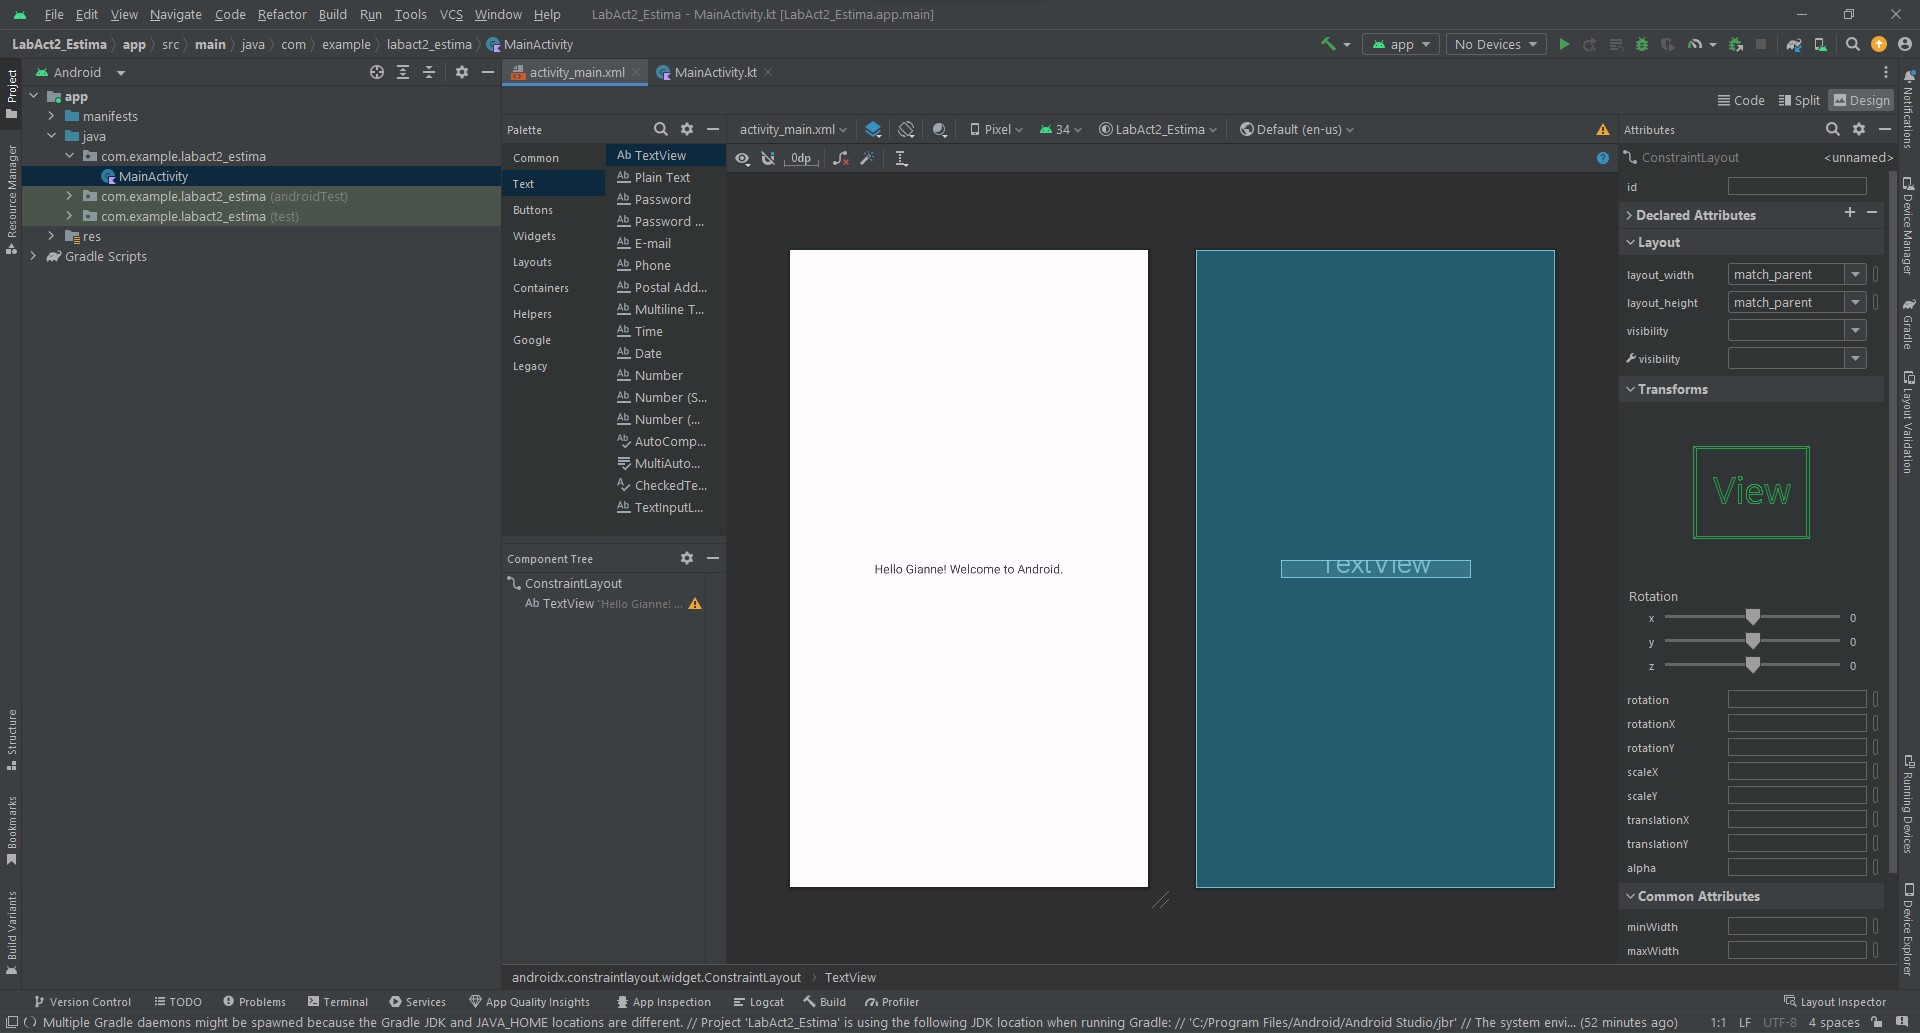 File Edit View Navigate Code Refactor Build Run Tools VCS Window Help LabAct2_Estima - MainActivity.kt [LabAct2_Estima.app.main]
LabAct2_Estima app src main java com example labact2_estima MainActivity app No Devices
Project
Android
app
manifests
java
com.example.labact2_estima
MainActivity
com.example.labact2_estima (androidTest)
com.example.labact2_estima (test)
res
Gradle Scripts
Resource Manager
Structure
Bookmarks
Build Variants
activity_main.xml MainActivity.kt
Code Split Design
Palette
Common
Text
Buttons
Widgets
Layouts
Containers
Helpers
Google
Legacy
Ab TextView
Ab Plain Text
Ab Password
Ab Password ...
Ab E-mail
Ab Phone
Ab Postal Add...
Ab Multiline T...
Ab Time
Ab Date
Ab Number
Ab Number (S...
Ab Number (...
Ab AutoComp...
MultiAuto...
CheckedTe...
Ab TextInputL...
Component Tree
ConstraintLayout
Ab TextView "Hello Gianne! ...
activity_main.xml Pixel 34 LabAct2_Estima Default (en-us)
0dp
Hello Gianne! Welcome to Android.
TextView
Attributes
ConstraintLayout <unnamed>
id
Declared Attributes
Layout
layout_width match_parent
layout_height match_parent
visibility
visibility
Transforms
View
Rotation
x 0
y 0
z 0
rotation
rotationX
rotationY
scaleX
scaleY
translationX
translationY
alpha
Common Attributes
minWidth
maxWidth
Notifications
Device Manager
Gradle
Layout Validation
Running Devices
Device Explorer
androidx.constraintlayout.widget.ConstraintLayout TextView
Version Control TODO Problems Terminal Services App Quality Insights App Inspection Logcat Build Profiler Layout Inspector
Multiple Gradle daemons might be spawned because the Gradle JDK and JAVA_HOME locations are different. // Project 'LabAct2_Estima' is using the following JDK location when running Gradle: // 'C:/Program Files/Android/Android Studio/jbr' // The system envi... (52 minutes ago) 1:1 LF UTF-8 4 spaces